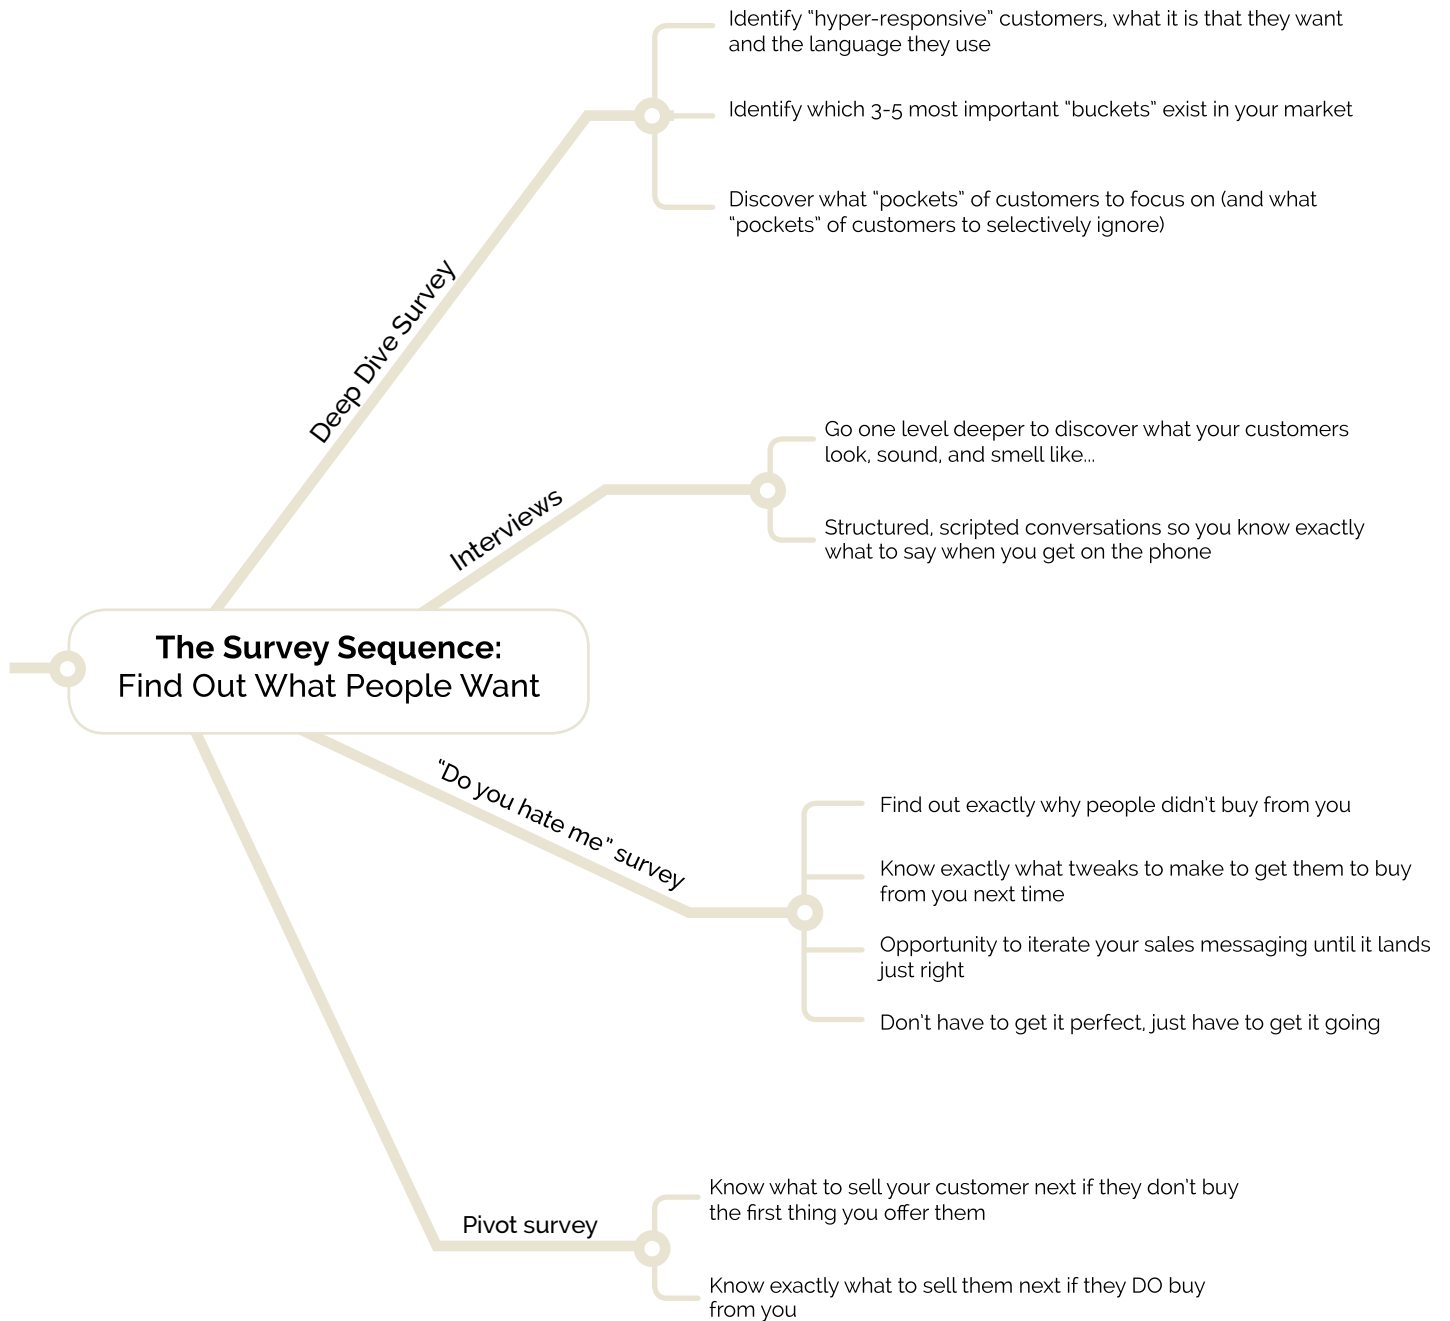 Identify "hyper-responsive" customers, what it is that they want
and the language they use
Identify which 3-5 most important "buckets" exist in your market
Discover what "pockets" of customers to focus on (and what
"pockets" of customers to selectively ignore)
Deep Dive Survey
Go one level deeper to discover what your customers
look, sound, and smell like...
Structured, scripted conversations so you know exactly
what to say when you get on the phone
Interviews
The Survey Sequence:
Find Out What People Want
"Do you hate me" survey
Find out exactly why people didn't buy from you
Know exactly what tweaks to make to get them to buy
from you next time
Opportunity to iterate your sales messaging until it lands
just right
Don't have to get it perfect, just have to get it going
Pivot survey
Know what to sell your customer next if they don't buy
the first thing you offer them
Know exactly what to sell them next if they DO buy
from you